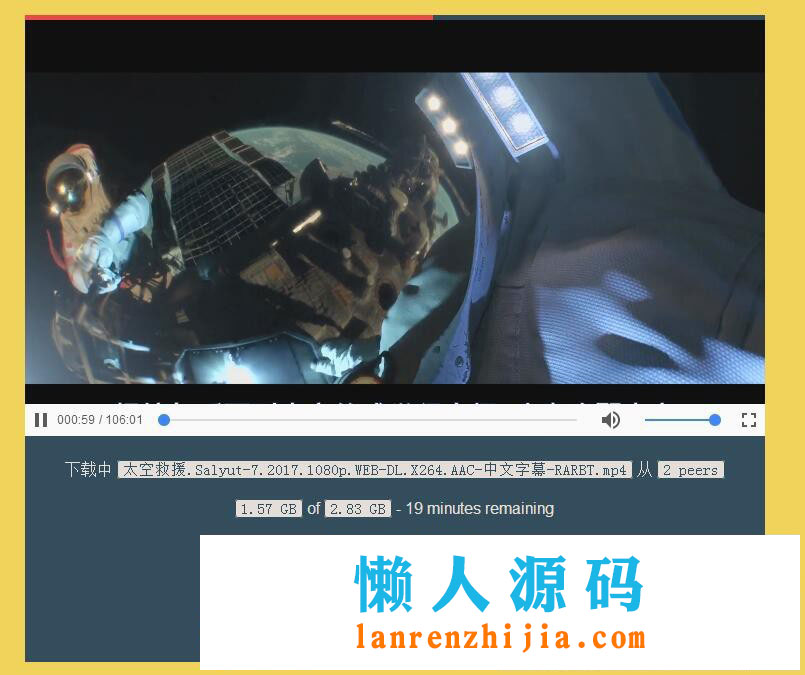 000:59 / 106:01
下载中 太空救援.Salyut-7.2017.1080p.WEB-DL.X264.AAC-中文字幕-RARBT.mp4 从 2 peers
1.57 GB of 2.83 GB - 19 minutes remaining
懒人源码
lanrenzhijia.com